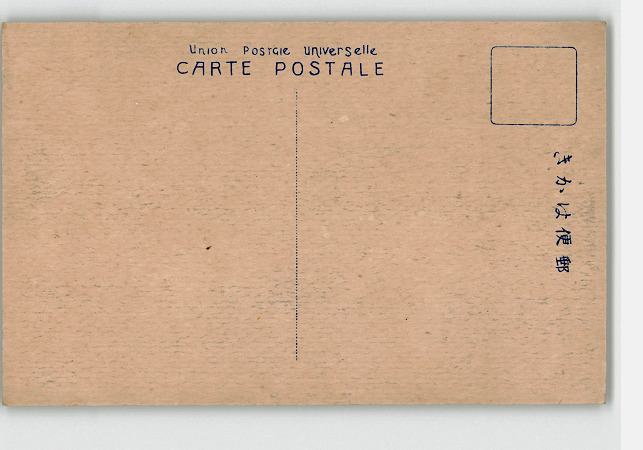 Union Postale Universelle
CARTE POSTALE
きかは便郵